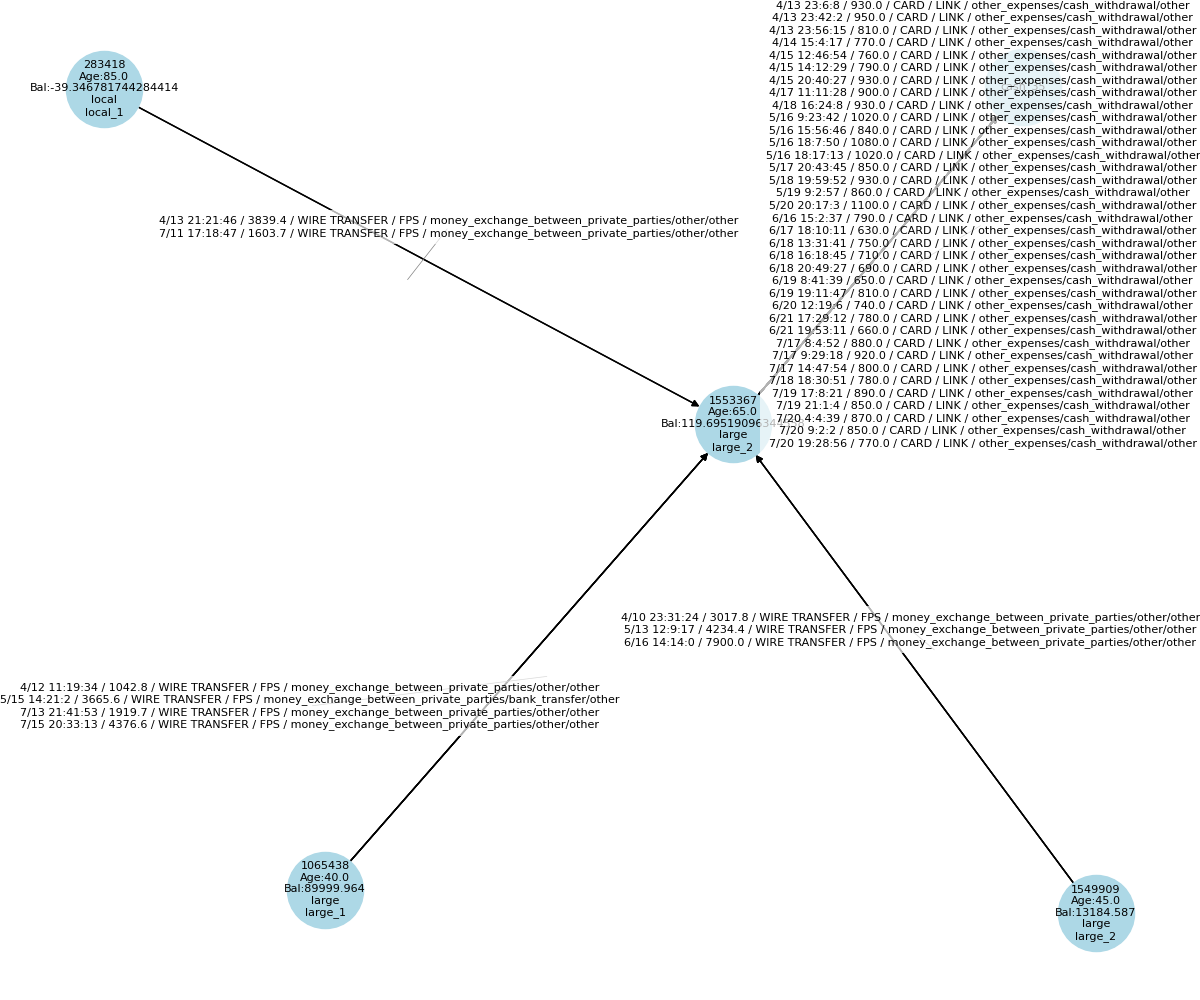 4/13 23:6:8 / 930.0 / CARD / LINK / other_expenses/cash_withdrawal/other
4/13 23:42:2 / 950.0 / CARD / LINK / other_expenses/cash_withdrawal/other
4/13 23:56:15 / 810.0 / CARD / LINK / other_expenses/cash_withdrawal/other
4/14 15:4:17 / 770.0 / CARD / LINK / other_expenses/cash_withdrawal/other
4/15 12:46:54 / 760.0 / CARD / LINK / other_expenses/cash_withdrawal/other
4/15 14:12:29 / 790.0 / CARD / LINK / other_expenses/cash_withdrawal/other
4/15 20:40:27 / 930.0 / CARD / LINK / other_expenses/cash_withdrawal/other
4/17 11:11:28 / 900.0 / CARD / LINK / other_expenses/cash_withdrawal/other
4/18 16:24:8 / 930.0 / CARD / LINK / other_expenses/cash_withdrawal/other
5/16 9:23:42 / 1020.0 / CARD / LINK / other_expenses/cash_withdrawal/other
5/16 15:56:46 / 840.0 / CARD / LINK / other_expenses/cash_withdrawal/other
5/16 18:7:50 / 1080.0 / CARD / LINK / other_expenses/cash_withdrawal/other
5/16 18:17:13 / 1020.0 / CARD / LINK / other_expenses/cash_withdrawal/other
5/17 20:43:45 / 850.0 / CARD / LINK / other_expenses/cash_withdrawal/other
5/18 19:59:52 / 930.0 / CARD / LINK / other_expenses/cash_withdrawal/other
5/19 9:2:57 / 860.0 / CARD / LINK / other_expenses/cash_withdrawal/other
5/20 20:17:3 / 1100.0 / CARD / LINK / other_expenses/cash_withdrawal/other
6/16 15:2:37 / 790.0 / CARD / LINK / other_expenses/cash_withdrawal/other
6/17 18:10:11 / 630.0 / CARD / LINK / other_expenses/cash_withdrawal/other
6/18 13:31:41 / 750.0 / CARD / LINK / other_expenses/cash_withdrawal/other
6/18 16:18:45 / 710.0 / CARD / LINK / other_expenses/cash_withdrawal/other
6/18 20:49:27 / 690.0 / CARD / LINK / other_expenses/cash_withdrawal/other
6/19 8:41:39 / 650.0 / CARD / LINK / other_expenses/cash_withdrawal/other
6/19 19:11:47 / 810.0 / CARD / LINK / other_expenses/cash_withdrawal/other
6/20 12:19:6 / 740.0 / CARD / LINK / other_expenses/cash_withdrawal/other
6/21 17:29:12 / 780.0 / CARD / LINK / other_expenses/cash_withdrawal/other
6/21 19:53:11 / 660.0 / CARD / LINK / other_expenses/cash_withdrawal/other
7/17 8:4:52 / 880.0 / CARD / LINK / other_expenses/cash_withdrawal/other
7/17 9:29:18 / 920.0 / CARD / LINK / other_expenses/cash_withdrawal/other
7/17 14:47:54 / 800.0 / CARD / LINK / other_expenses/cash_withdrawal/other
7/18 18:30:51 / 780.0 / CARD / LINK / other_expenses/cash_withdrawal/other
7/19 17:8:21 / 890.0 / CARD / LINK / other_expenses/cash_withdrawal/other
7/19 21:1:4 / 850.0 / CARD / LINK / other_expenses/cash_withdrawal/other
7/20 4:4:39 / 870.0 / CARD / LINK / other_expenses/cash_withdrawal/other
7/20 9:2:2 / 850.0 / CARD / LINK / other_expenses/cash_withdrawal/other
7/20 19:28:56 / 770.0 / CARD / LINK / other_expenses/cash_withdrawal/other
283418
Age:85.0
Bal:-39.346781744284414
local
local_1
4/13 21:21:46 / 3839.4 / WIRE TRANSFER / FPS / money_exchange_between_private_parties/other/other
7/11 17:18:47 / 1603.7 / WIRE TRANSFER / FPS / money_exchange_between_private_parties/other/other
1553367
Age:65.0
large
large_2
4/10 23:31:24 / 3017.8 / WIRE TRANSFER / FPS / money_exchange_between_private_parties/other/other
5/13 12:9:17 / 4234.4 / WIRE TRANSFER / FPS / money_exchange_between_private_parties/other/other
6/16 14:14:0 / 7900.0 / WIRE TRANSFER / FPS / money_exchange_between_private_parties/other/other
4/12 11:19:34 / 1042.8 / WIRE TRANSFER / FPS / money_exchange_between_private_parties/other/other
5/15 14:21:2 / 3665.6 / WIRE TRANSFER / FPS / money_exchange_between_private_parties/bank_transfer/other
7/13 21:41:53 / 1919.7 / WIRE TRANSFER / FPS / money_exchange_between_private_parties/other/other
7/15 20:33:13 / 4376.6 / WIRE TRANSFER / FPS / money_exchange_between_private_parties/other/other
1065438
Age:40.0
Bal:89999.964
large
large_1
1549909
Age:45.0
Bal:13184.587
large
large_2